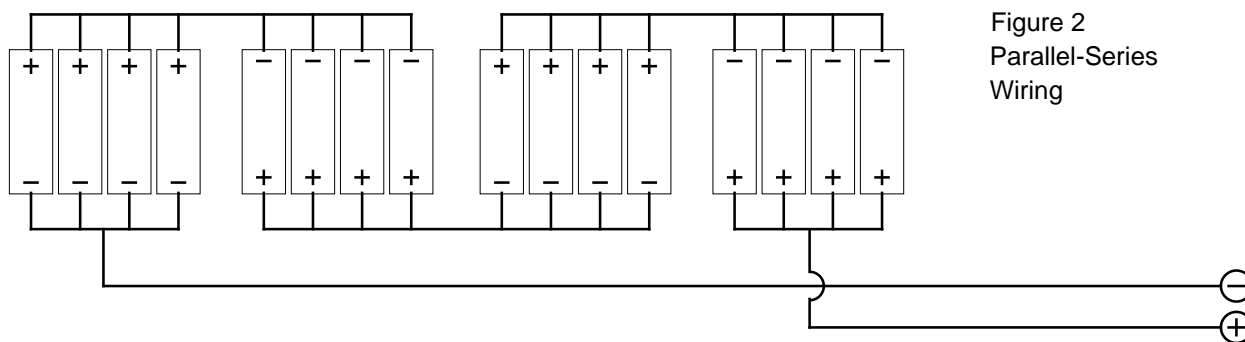 + + + + − − − − + + + + − − − −
− − − − + + + + − − − − + + + +
−
+
Figure 2
Parallel-Series
Wiring